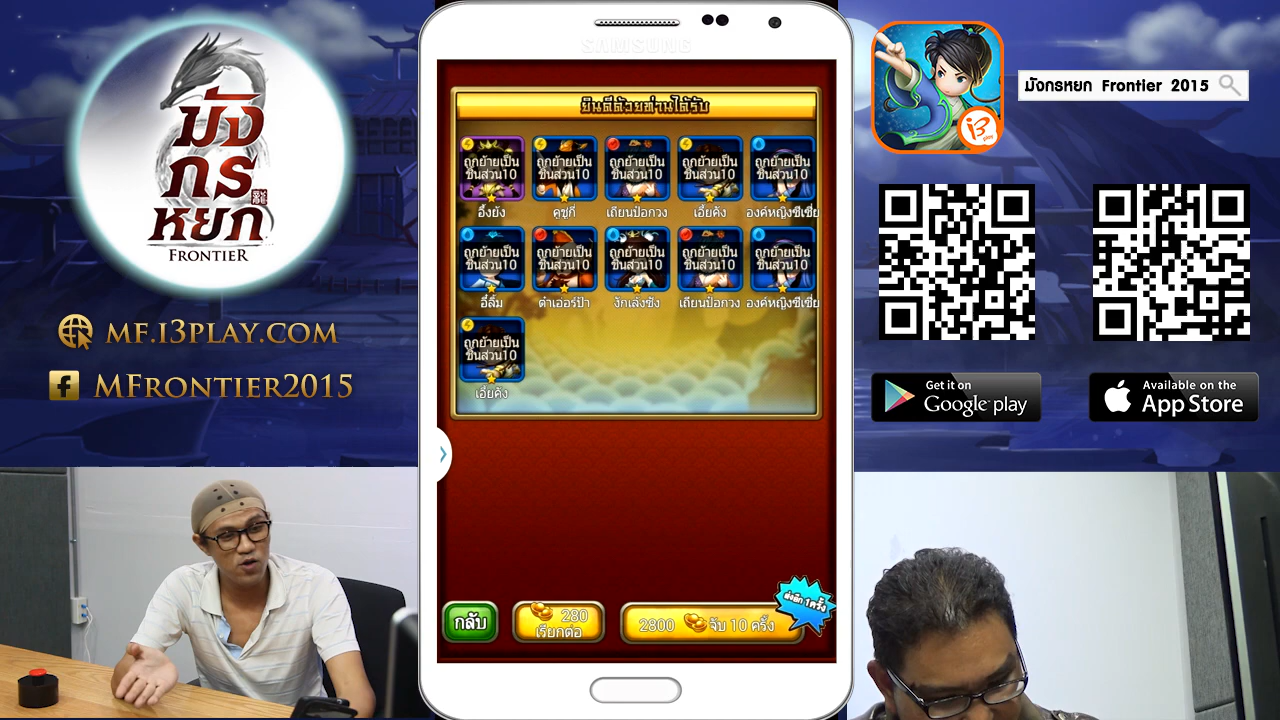 มังกรหยก
FRONTIER
MF.I3PLAY.COM
MFRONTIER2015
SAMSUNG
ยินดีด้วยท่านได้รับ
ถูกย้ายเป็น ถูกย้ายเป็น ถูกย้ายเป็น ถูกย้ายเป็น ถูกย้ายเป็น
ชิ้นส่วน10 ชิ้นส่วน10 ชิ้นส่วน10 ชิ้นส่วน10 ชิ้นส่วน10
อึ้งยัง คูชู่กี เถียนป๋อกวง เอี้ยคัง องค์หญิงซีเซี่ย
ถูกย้ายเป็น ถูกย้ายเป็น ถูกย้ายเป็น ถูกย้ายเป็น ถูกย้ายเป็น
ชิ้นส่วน10 ชิ้นส่วน10 ชิ้นส่วน10 ชิ้นส่วน10 ชิ้นส่วน10
อี้ลิ้ม ตำเอ่อร์ป้า งักเล้งซัง เถียนป๋อกวง องค์หญิงซีเซี่ย
ถูกย้ายเป็น
ชิ้นส่วน10
เอี้ยคัง
ส่งอีก 1ครั้ง
กลับ
280
เรียกต่อ
2800 จับ 10 ครั้ง
i3
play
มังกรหยก Frontier 2015
Get it on
Google play
Available on the
App Store